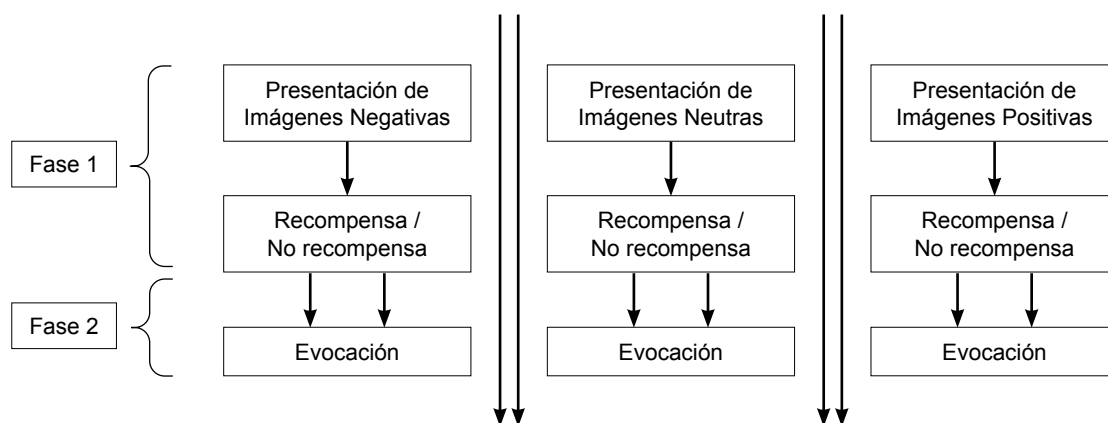 Fase 1
Presentación de
Imágenes Negativas
Presentación de
Imágenes Neutras
Presentación de
Imágenes Positivas
Recompensa /
No recompensa
Recompensa /
No recompensa
Recompensa /
No recompensa
Fase 2
Evocación
Evocación
Evocación